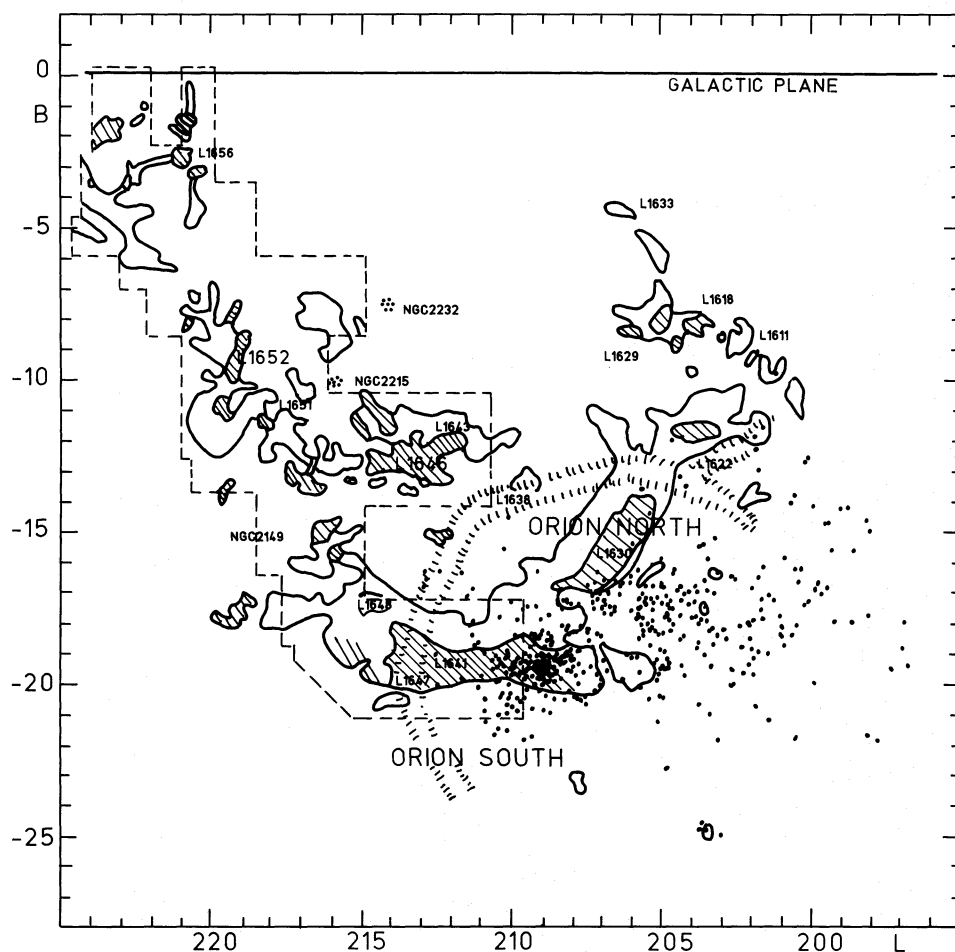 0
GALACTIC PLANE
B
L1656
L1633
-5
NGC2232
L1618
L1652
L1629
L1611
-10
NGC2215
L1651
L1643
L1646
L1622
L1638
-15
ORION NORTH
NGC2149
L1630
L1648
L1641
L1647
-20
ORION SOUTH
-25
220
215
210
205
200
L